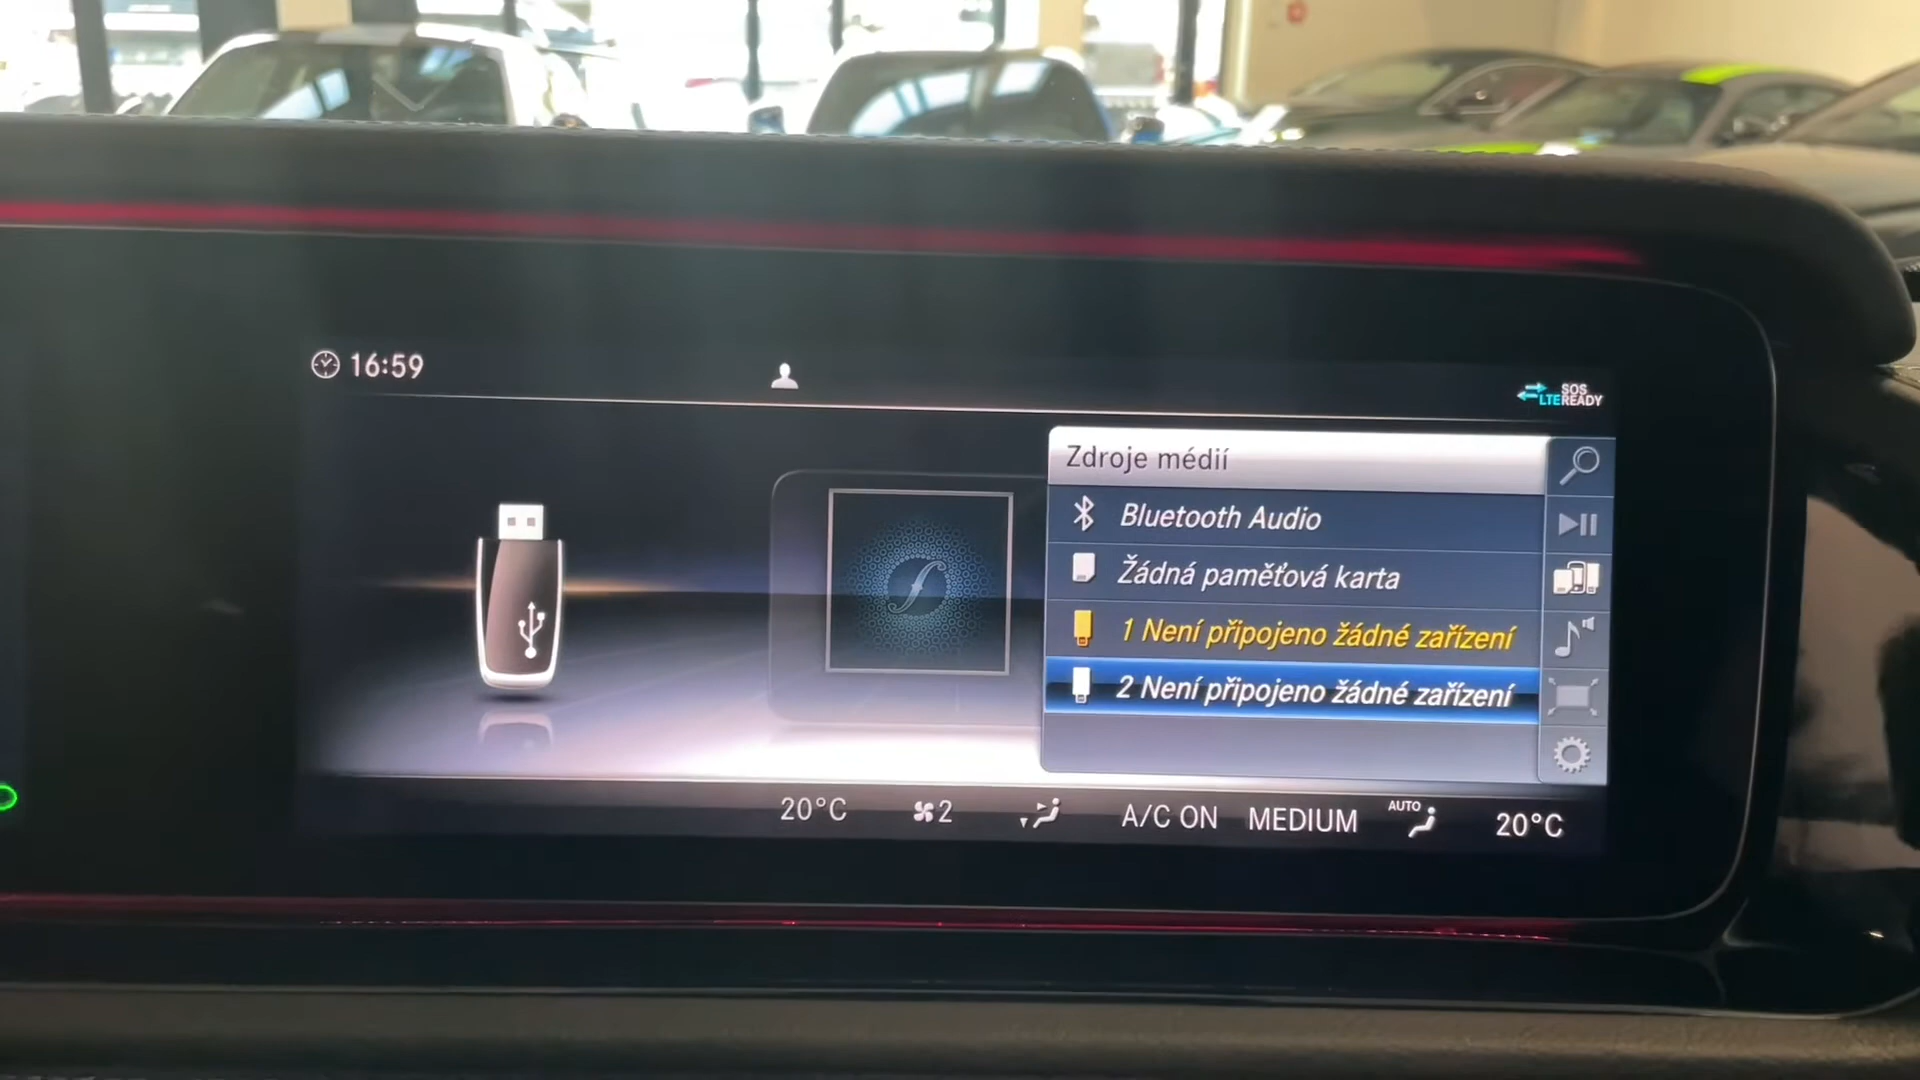 16:59
SOS
LTE READY
Zdroje médií
Bluetooth Audio
Žádná paměťová karta
1 Není připojeno žádné zařízení
2 Není připojeno žádné zařízení
20°C 2 A/C ON MEDIUM AUTO 20°C